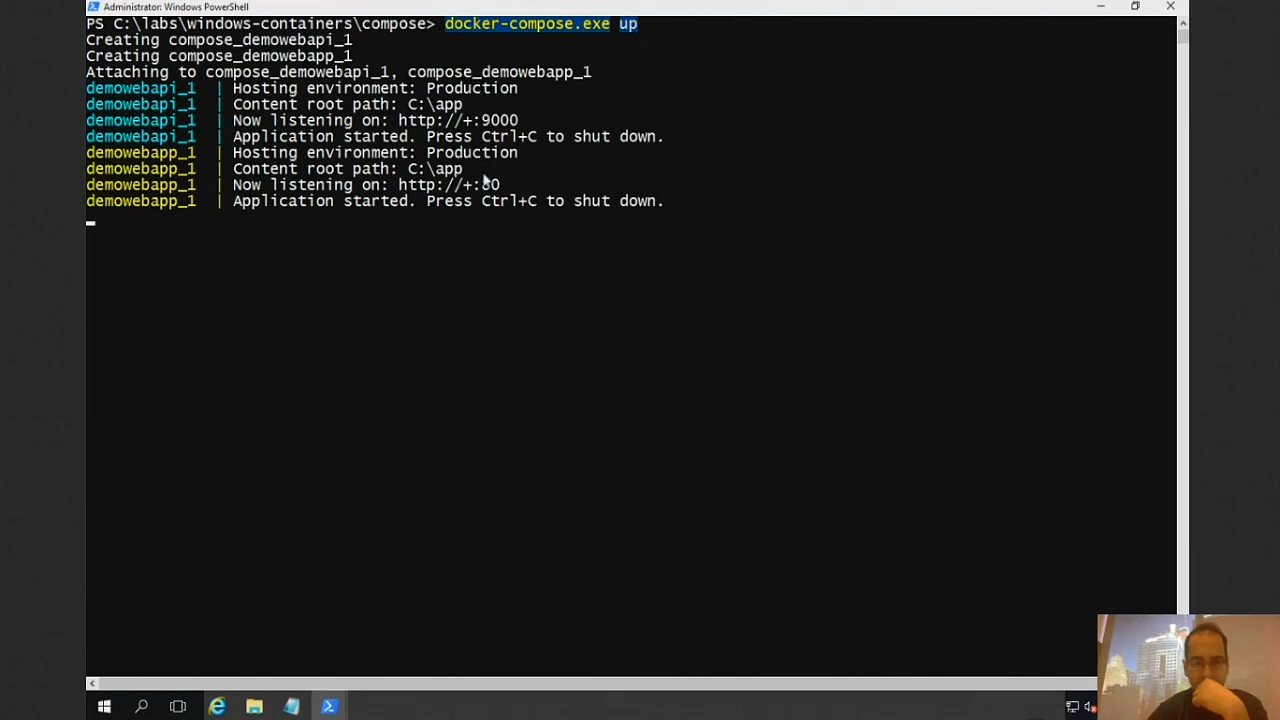 Administrator: Windows PowerShell
PS C:\labs\windows-containers\compose> docker-compose.exe up
Creating compose_demowebapi_1
Creating compose_demowebapp_1
Attaching to compose_demowebapi_1, compose_demowebapp_1
demowebapi_1  | Hosting environment: Production
demowebapi_1  | Content root path: C:\app
demowebapi_1  | Now listening on: http://+:9000
demowebapi_1  | Application started. Press Ctrl+C to shut down.
demowebapp_1  | Hosting environment: Production
demowebapp_1  | Content root path: C:\app
demowebapp_1  | Now listening on: http://+:80
demowebapp_1  | Application started. Press Ctrl+C to shut down.